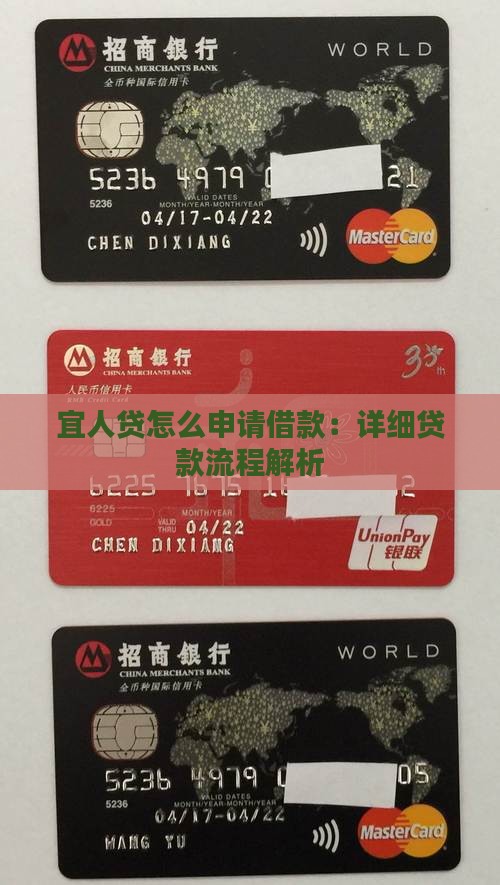 招商银行
CHINA MERCHANTS BANK
全币种国际信用卡
WORLD
5236 4979 21
5236
VALID DATES
MONTH/YEAR-MONTH/YEAR
04/17-04/22
CHEN DIXIANG
MasterCard
招商银行
CHINA MERCHANTS BANK
人民币信用卡
RMB Credit Card
30th
宜人贷怎么申请借款：详细贷
款流程解析
6225 1675 2
6225
GOLD
MONTH/YEAR
VALID THRU 04/22
CHEN DIXIANG
UnionPay
银联
招商银行
CHINA MERCHANTS BANK
全币种国际信用卡
WORLD
5236 4979 05
5236
VALID DATES
MONTH/YEAR-MONTH/YEAR
04/17-04/22
WANG YU
MasterCard